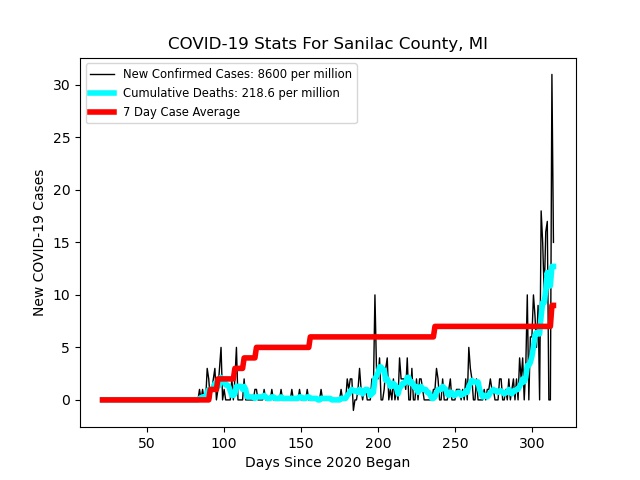 COVID-19 Stats For Sanilac County, MI
New Confirmed Cases: 8600 per million
Cumulative Deaths: 218.6 per million
7 Day Case Average
New COVID-19 Cases
30
25
20
15
10
5
0
50 100 150 200 250 300
Days Since 2020 Began